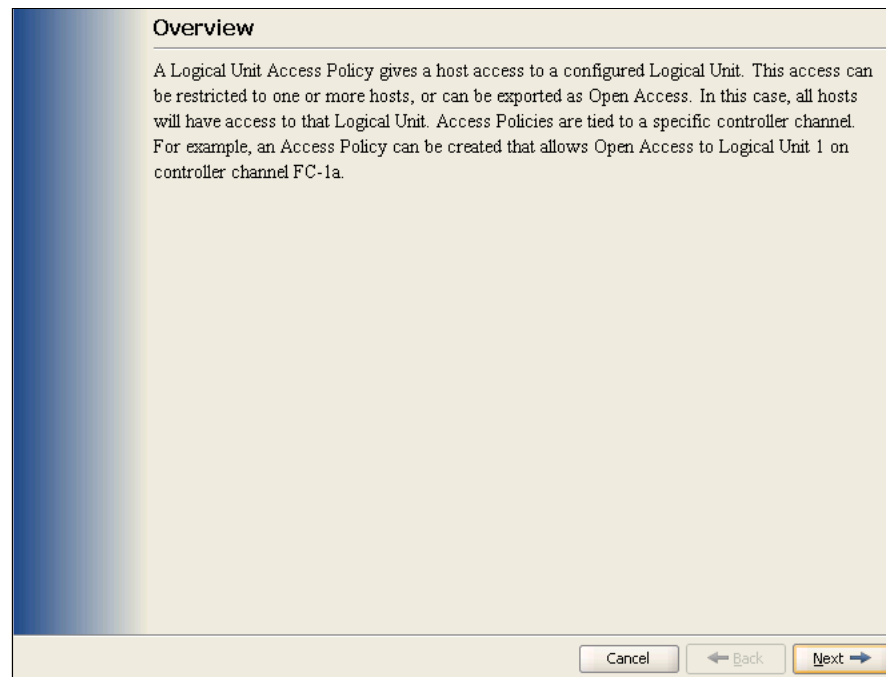 Overview
A Logical Unit Access Policy gives a host access to a configured Logical Unit. This access can
be restricted to one or more hosts, or can be exported as Open Access. In this case, all hosts
will have access to that Logical Unit. Access Policies are tied to a specific controller channel.
For example, an Access Policy can be created that allows Open Access to Logical Unit 1 on
controller channel FC-1a.
Cancel Back Next